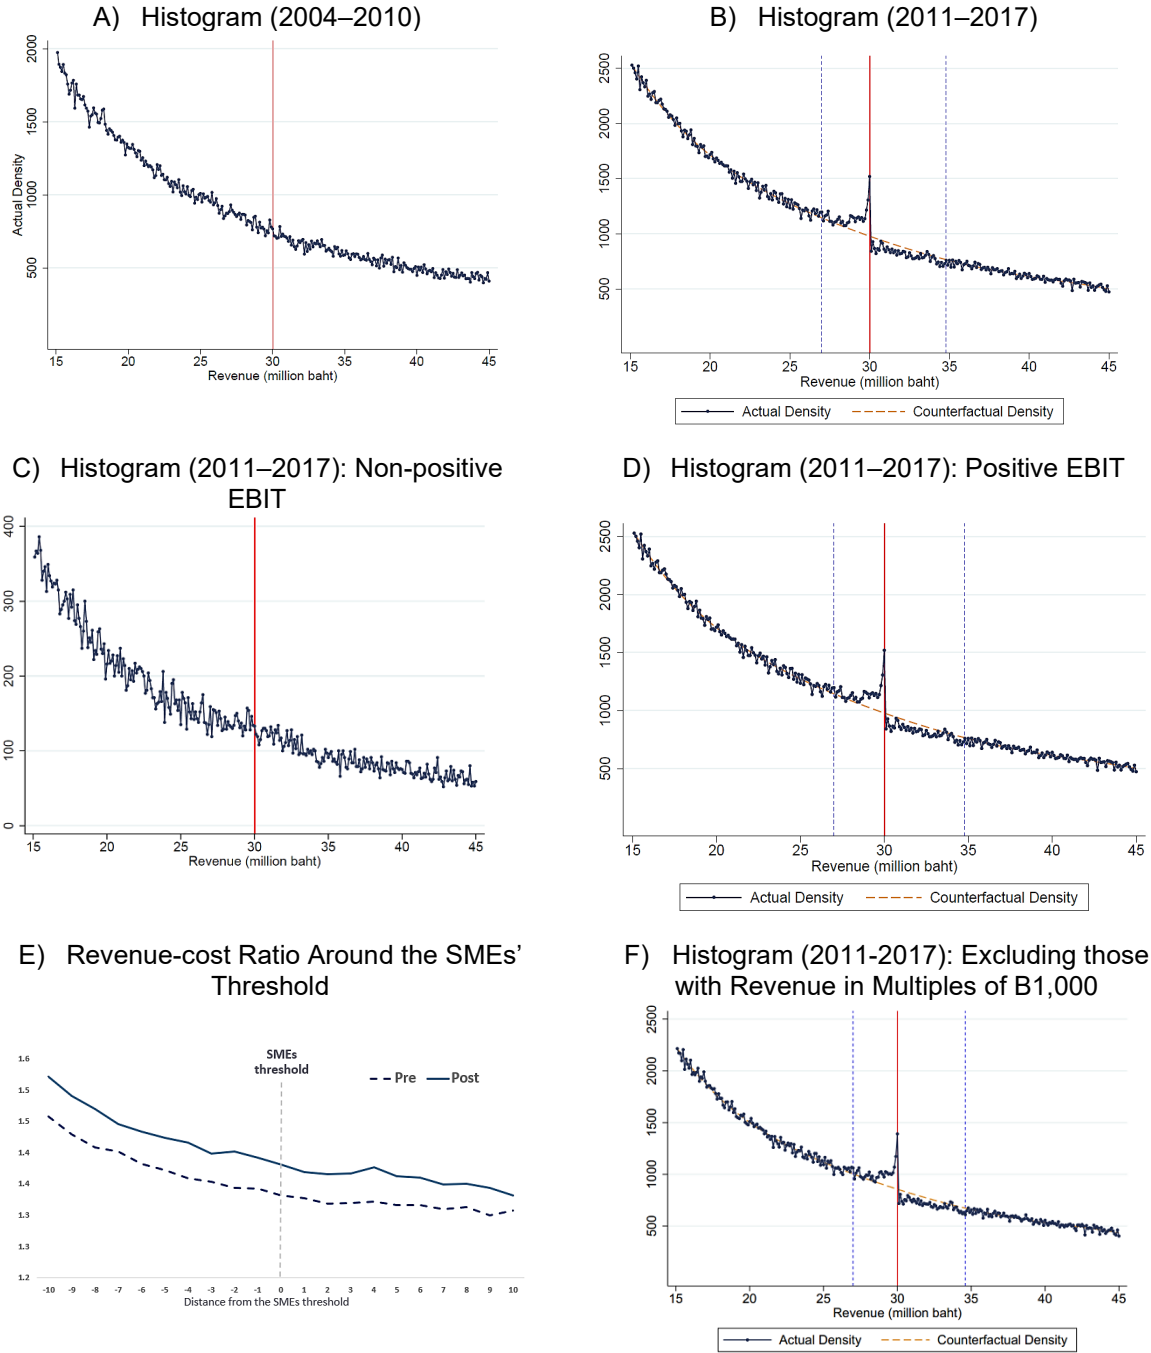 A) Histogram (2004–2010)
2000
1500
1000
500
Actual Density
15 20 25 30 35 40 45
Revenue (million baht)
B) Histogram (2011–2017)
2500
2000
1500
1000
500
15 20 25 30 35 40 45
Revenue (million baht)
Actual Density Counterfactual Density
C) Histogram (2011–2017): Non-positive
EBIT
400
300
200
100
0
15 20 25 30 35 40 45
Revenue (million baht)
D) Histogram (2011–2017): Positive EBIT
2500
2000
1500
1000
500
15 20 25 30 35 40 45
Revenue (million baht)
Actual Density Counterfactual Density
E) Revenue-cost Ratio Around the SMEs’
Threshold
SMEs
threshold
Pre Post
1.6
1.5
1.5
1.4
1.4
1.3
1.3
1.2
-10 -9 -8 -7 -6 -5 -4 -3 -2 -1 0 1 2 3 4 5 6 7 8 9 10
Distance from the SMEs threshold
F) Histogram (2011-2017): Excluding those
with Revenue in Multiples of B1,000
2500
2000
1500
1000
500
15 20 25 30 35 40 45
Revenue (million baht)
Actual Density Counterfactual Density